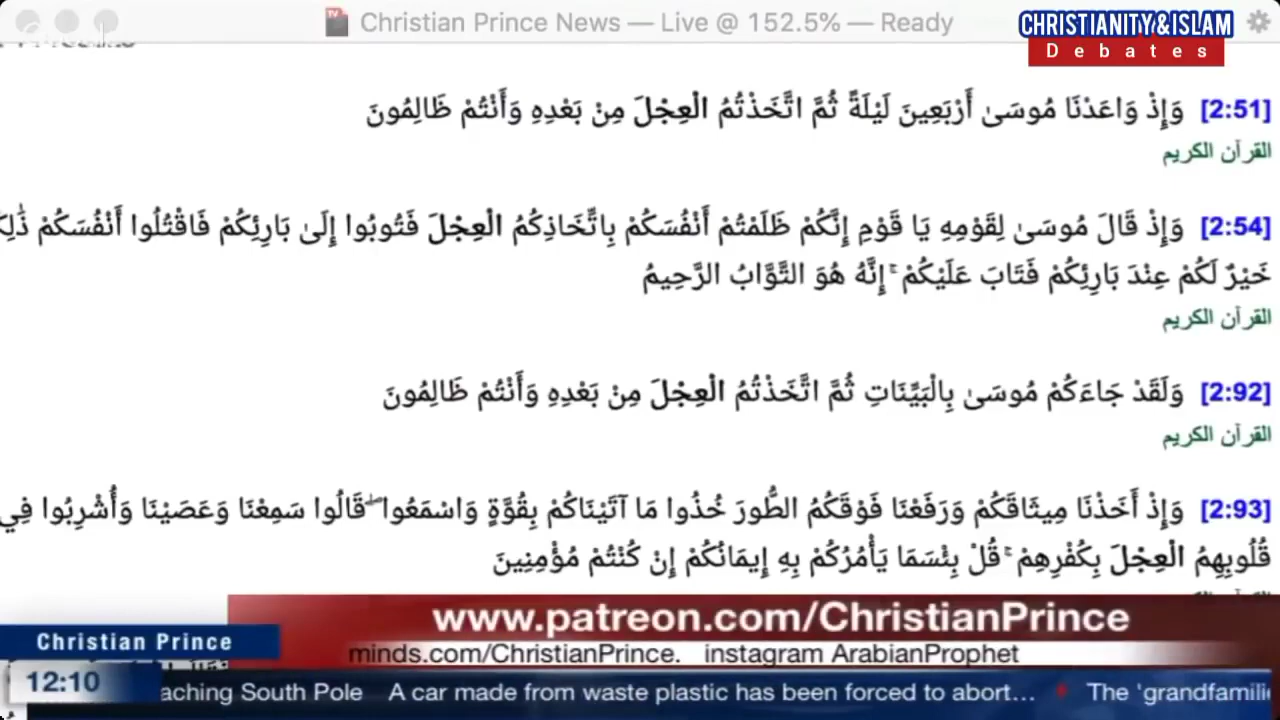 Christian Prince News — Live @ 152.5% — Ready
CHRISTIANITY&ISLAM
Debates
[2:51] وَإِذْ وَاعَدْنَا مُوسَىٰ أَرْبَعِينَ لَيْلَةً ثُمَّ اتَّخَذْتُمُ الْعِجْلَ مِنْ بَعْدِهِ وَأَنْتُمْ ظَالِمُونَ
القرآن الكريم
[2:54] وَإِذْ قَالَ مُوسَىٰ لِقَوْمِهِ يَا قَوْمِ إِنَّكُمْ ظَلَمْتُمْ أَنْفُسَكُمْ بِاتِّخَاذِكُمُ الْعِجْلَ فَتُوبُوا إِلَىٰ بَارِئِكُمْ فَاقْتُلُوا أَنْفُسَكُمْ ذَٰلِكُ
خَيْرٌ لَكُمْ عِنْدَ بَارِئِكُمْ فَتَابَ عَلَيْكُمْ ۚ إِنَّهُ هُوَ التَّوَّابُ الرَّحِيمُ
القرآن الكريم
[2:92] وَلَقَدْ جَاءَكُمْ مُوسَىٰ بِالْبَيِّنَاتِ ثُمَّ اتَّخَذْتُمُ الْعِجْلَ مِنْ بَعْدِهِ وَأَنْتُمْ ظَالِمُونَ
القرآن الكريم
[2:93] وَإِذْ أَخَذْنَا مِيثَاقَكُمْ وَرَفَعْنَا فَوْقَكُمُ الطُّورَ خُذُوا مَا آتَيْنَاكُمْ بِقُوَّةٍ وَاسْمَعُوا ۖ قَالُوا سَمِعْنَا وَعَصَيْنَا وَأُشْرِبُوا فِي
قُلُوبِهِمُ الْعِجْلَ بِكُفْرِهِمْ ۚ قُلْ بِئْسَمَا يَأْمُرُكُمْ بِهِ إِيمَانُكُمْ إِنْ كُنْتُمْ مُؤْمِنِينَ
www.patreon.com/ChristianPrince
Christian Prince
minds.com/ChristianPrince. instagram ArabianProphet
12:10
aching South Pole A car made from waste plastic has been forced to abort... • The 'grandfamili